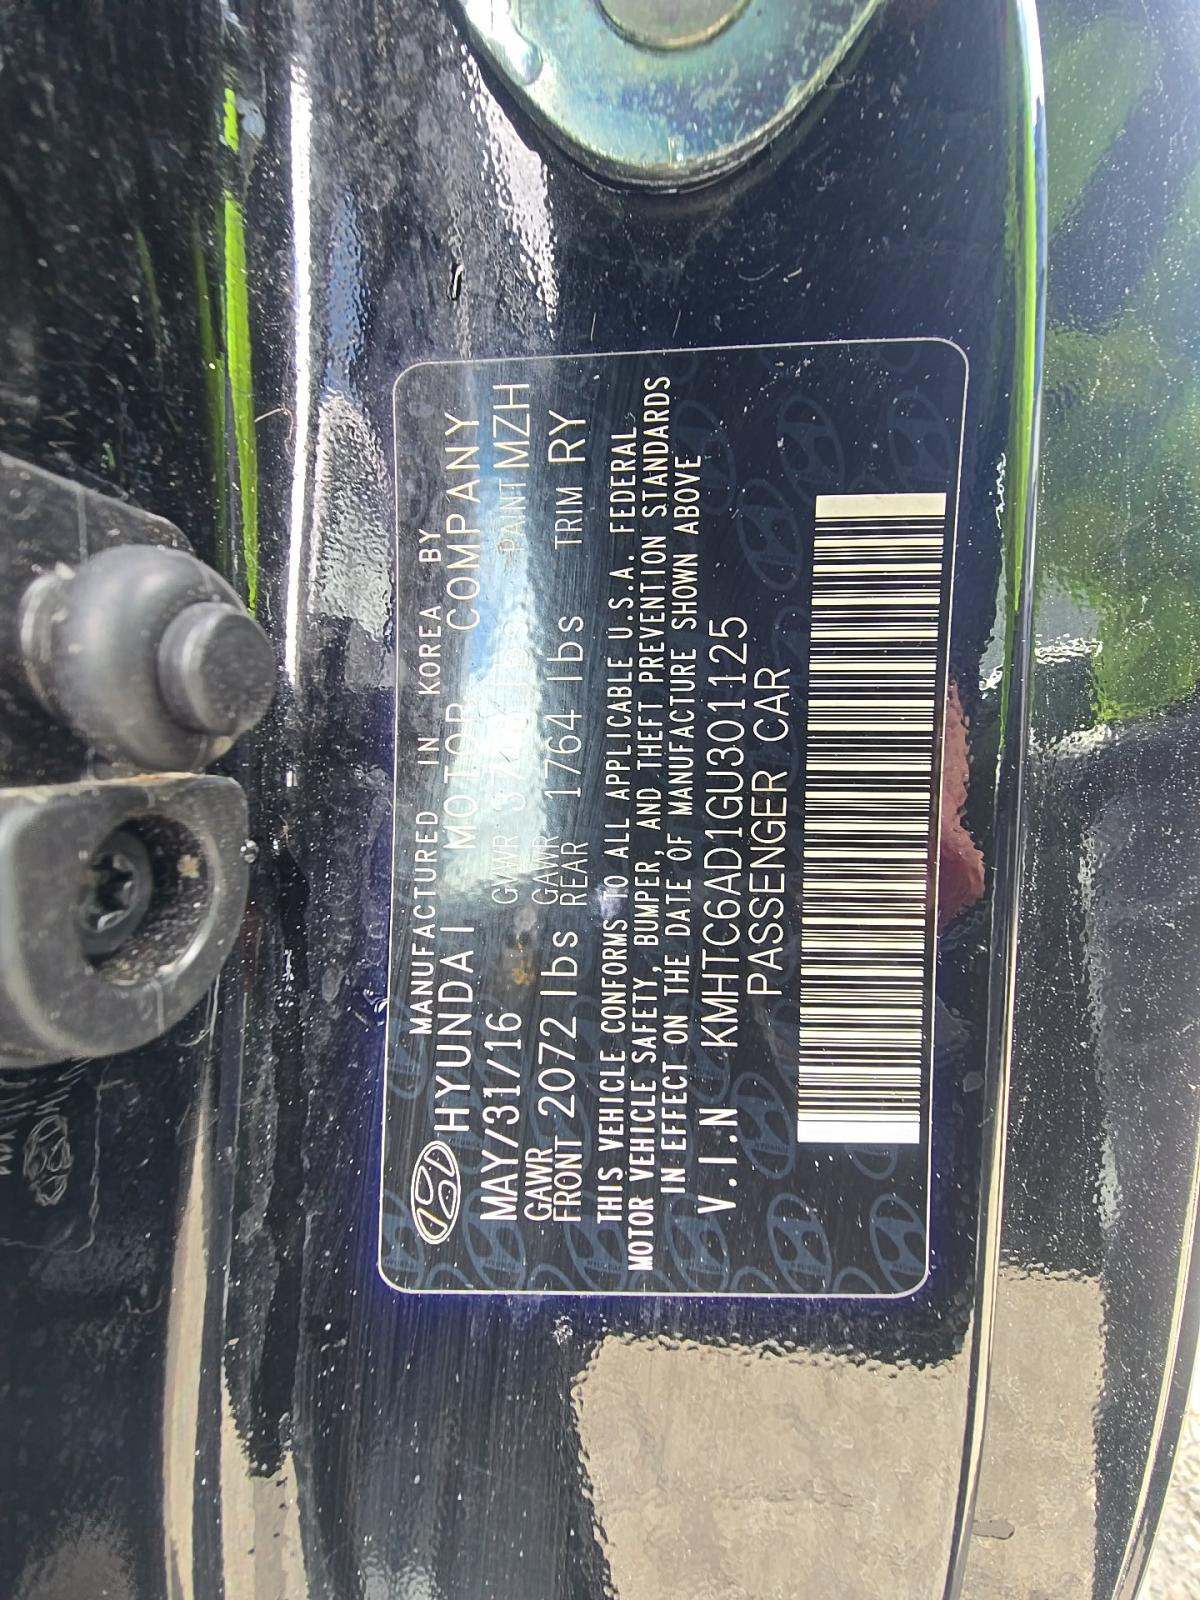 MANUFACTURED IN KOREA BY
HYUNDAI MOTOR COMPANY
MAY/31/16 GVWR lbs PAINT MZH
GAWR FRONT 2072 lbs GAWR REAR 1764 lbs TRIM RY
THIS VEHICLE CONFORMS TO ALL APPLICABLE U.S.A. FEDERAL
MOTOR VEHICLE SAFETY, BUMPER, AND THEFT PREVENTION STANDARDS
IN EFFECT ON THE DATE OF MANUFACTURE SHOWN ABOVE
V.I.N KMHTC6AD1GU301125
PASSENGER CAR